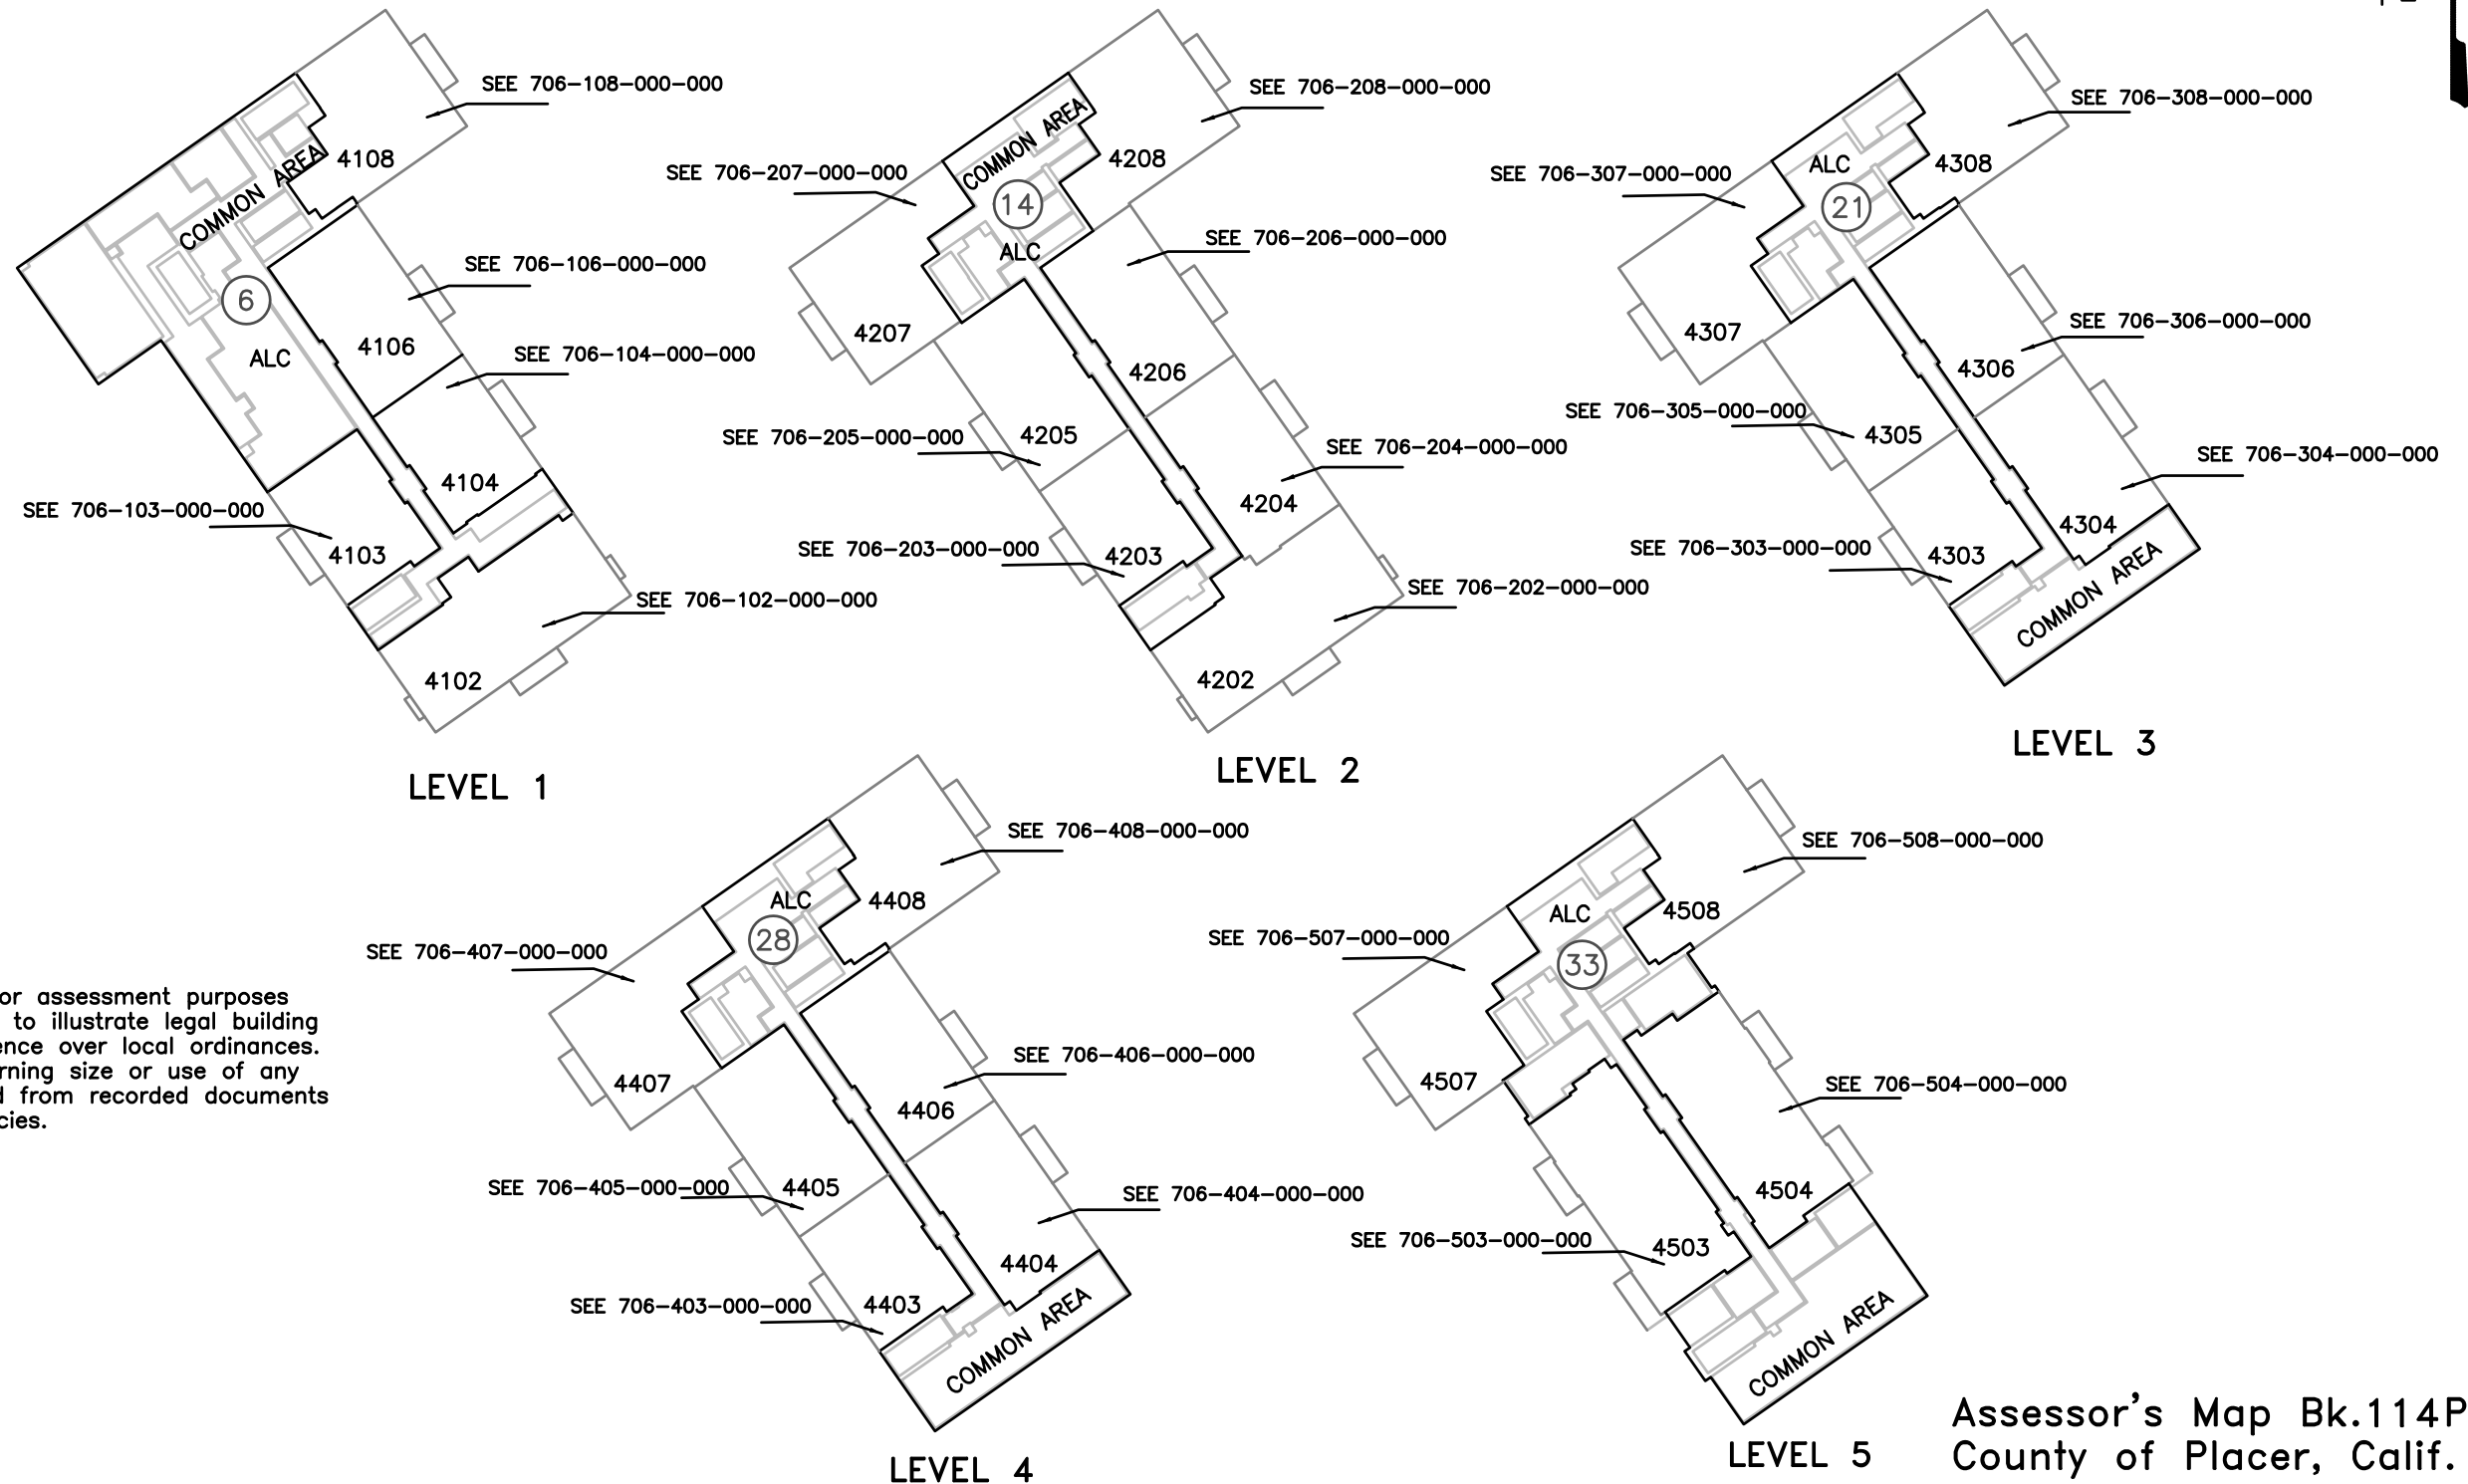 SEE 706-108-000-000
4108
COMMON AREA
SEE 706-106-000-000
6
4106
ALC
SEE 706-104-000-000
4104
SEE 706-103-000-000
4103
SEE 706-102-000-000
4102
LEVEL 1
SEE 706-208-000-000
COMMON AREA
4208
SEE 706-207-000-000
14
ALC
SEE 706-206-000-000
4207
4206
4205
SEE 706-205-000-000
SEE 706-204-000-000
4204
SEE 706-203-000-000
4203
SEE 706-202-000-000
4202
LEVEL 2
SEE 706-308-000-000
ALC
4308
SEE 706-307-000-000
21
4307
SEE 706-306-000-000
4306
SEE 706-305-000-000
4305
SEE 706-304-000-000
4304
SEE 706-303-000-000
4303
COMMON AREA
LEVEL 3
SEE 706-408-000-000
ALC
4408
28
SEE 706-407-000-000
4407
SEE 706-406-000-000
4406
SEE 706-405-000-000
4405
SEE 706-404-000-000
4404
SEE 706-403-000-000
4403
COMMON AREA
LEVEL 4
SEE 706-508-000-000
ALC
4508
SEE 706-507-000-000
33
4507
SEE 706-504-000-000
4504
SEE 706-503-000-000
4503
COMMON AREA
LEVEL 5
or assessment purposes
to illustrate legal building
ence over local ordinances.
rning size or use of any
from recorded documents
cies.
Assessor's Map Bk.114P
County of Placer, Calif.